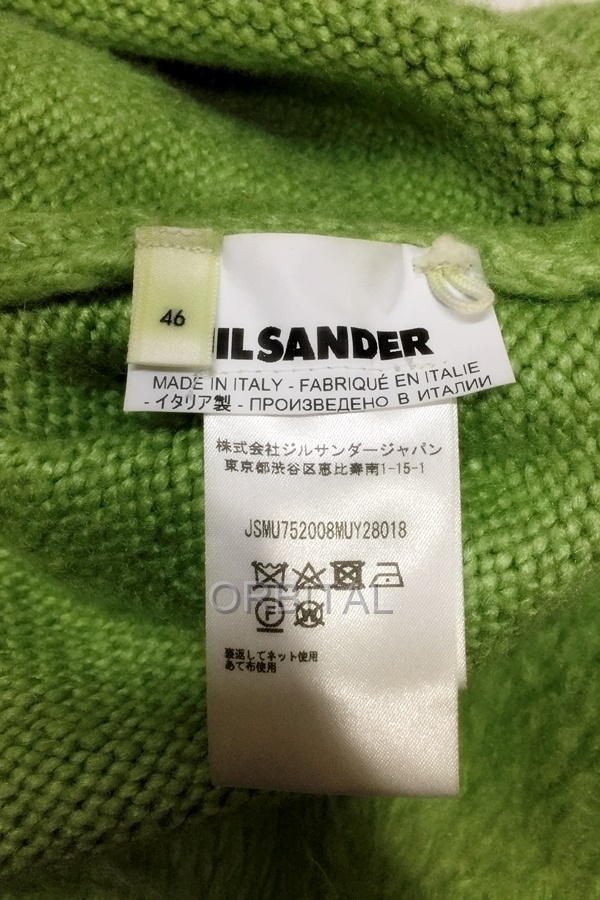 46
IL SANDER
MADE IN ITALY - FABRIQUÉ EN ITALIE
- イタリア製 - ПРОИЗВЕДЕНО В ИТАЛИИ
株式会社ジルサンダージャパン
東京都渋谷区恵比寿南1-15-1
JSMU752008MUY28018
ORBITAL
F W
裏返してネット使用
あて布使用